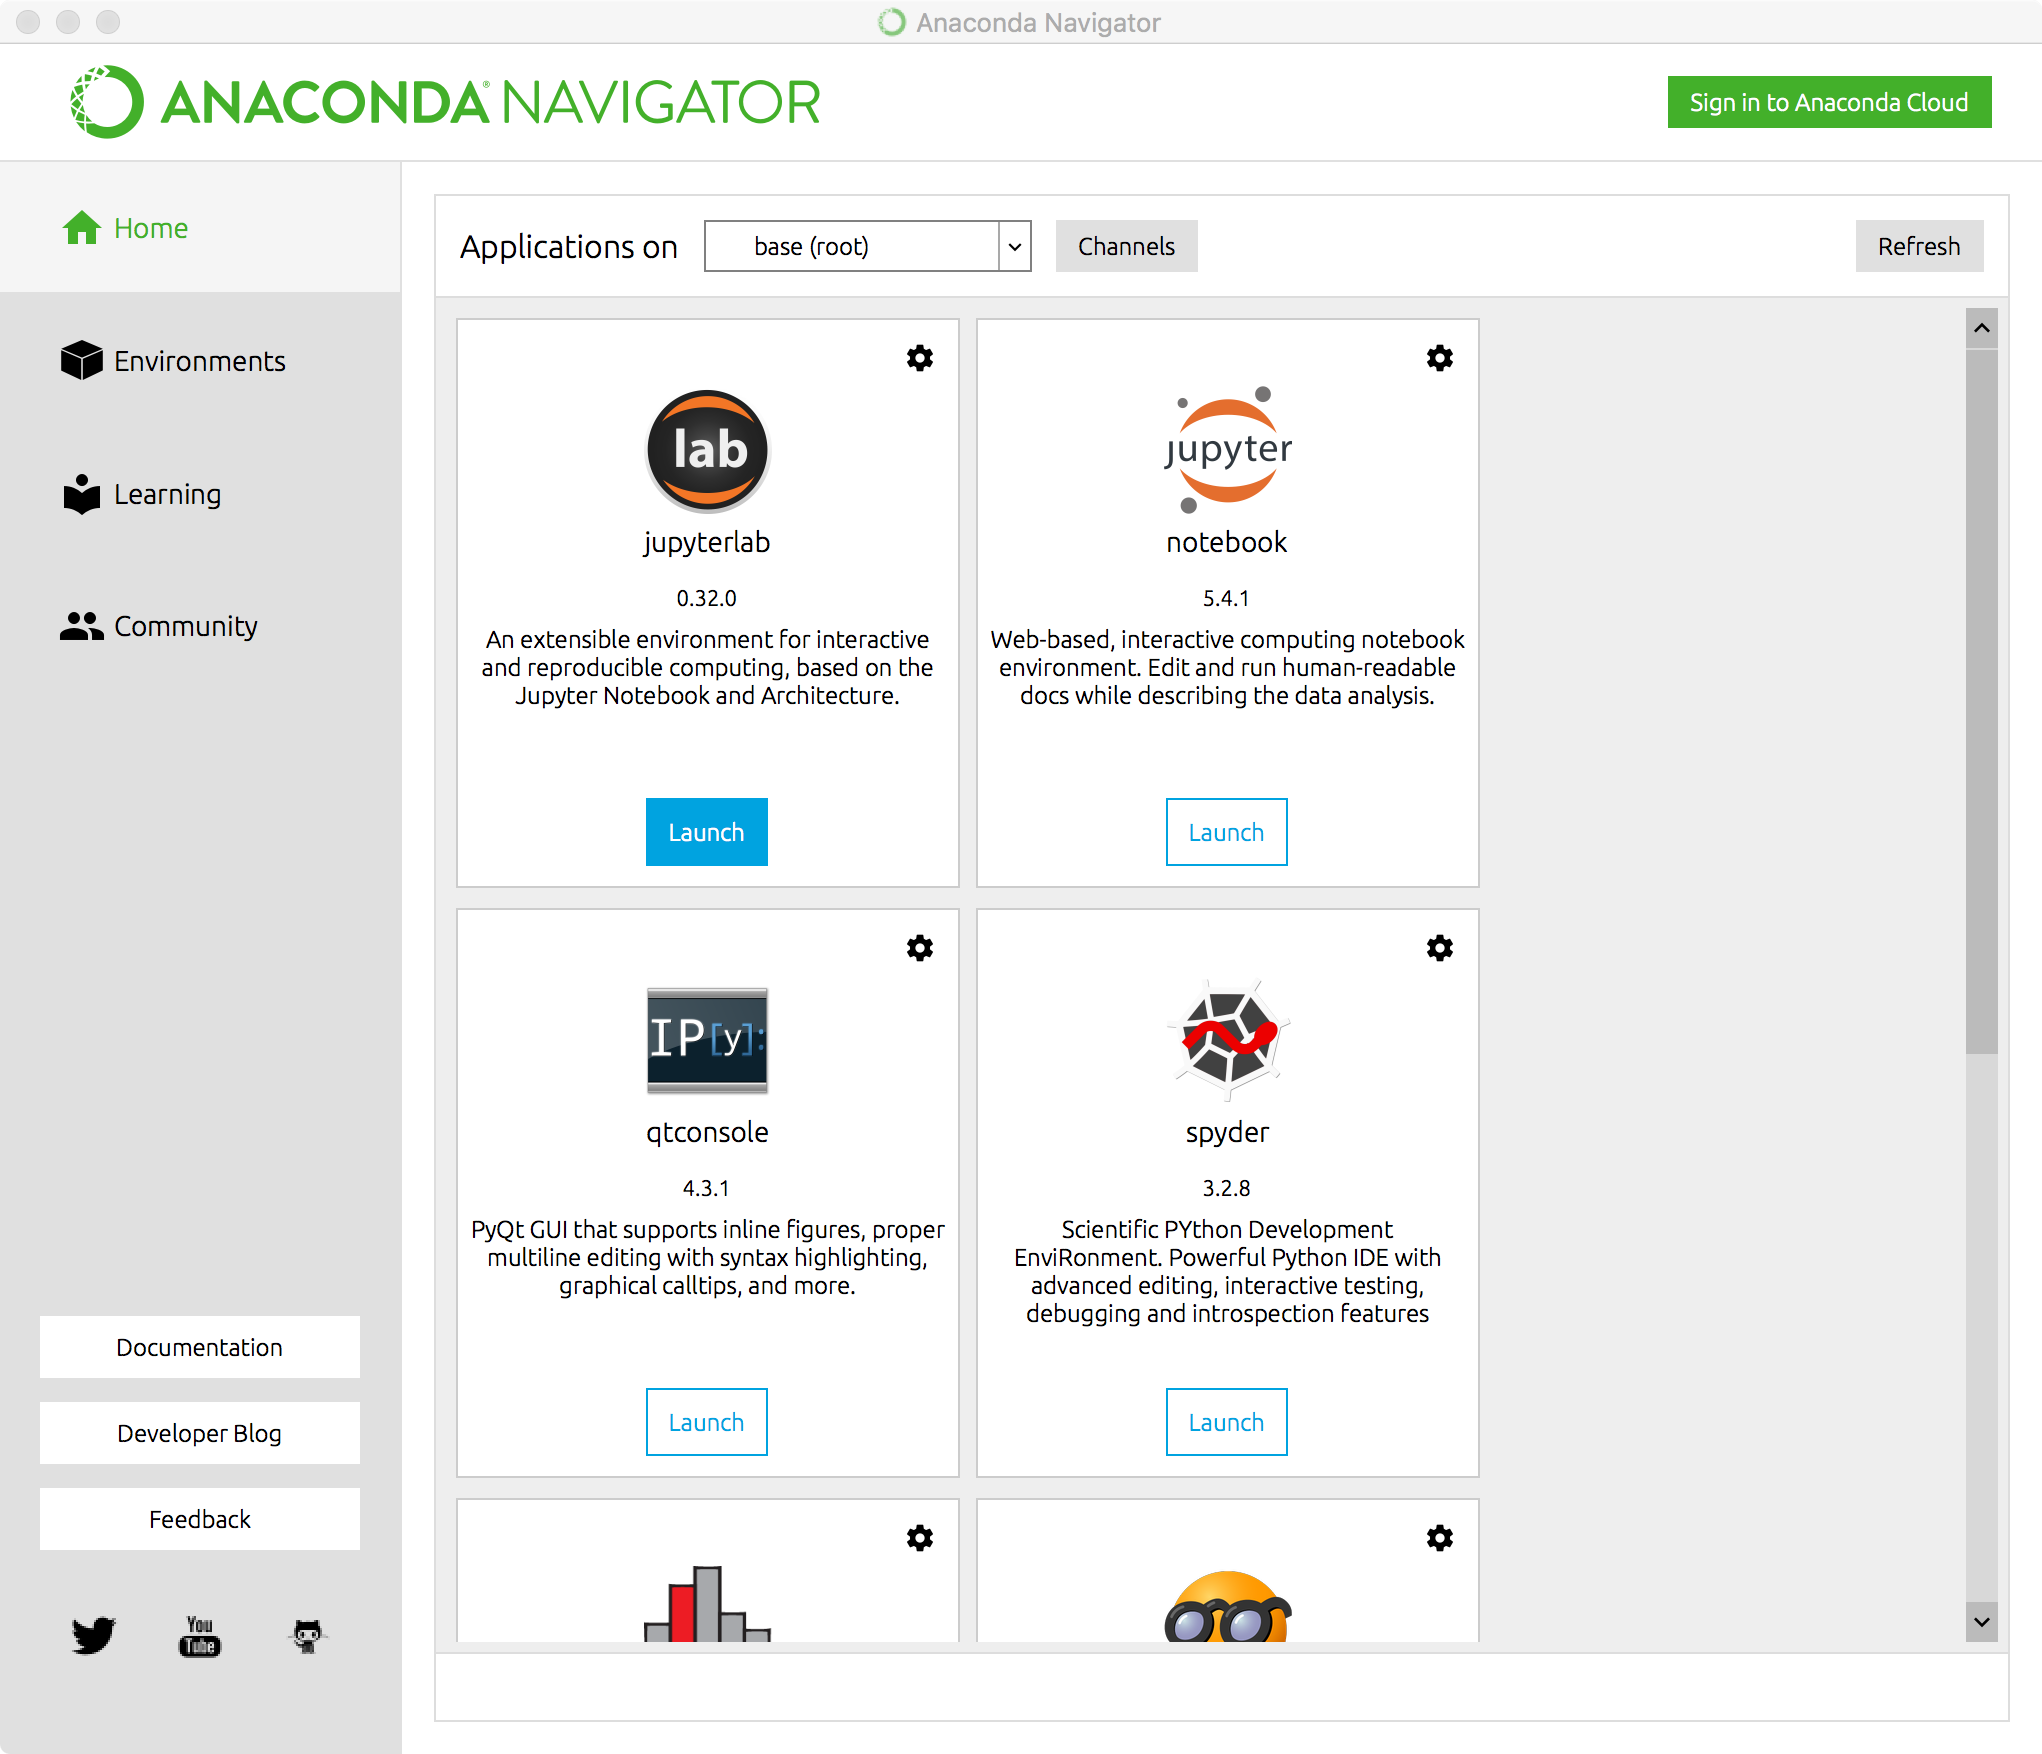 Anaconda Navigator
ANACONDA® NAVIGATOR
Sign in to Anaconda Cloud
Home
Environments
Learning
Community
Documentation
Developer Blog
Feedback
You
Tube
Applications on
base (root)
Channels
Refresh
lab
jupyterlab
0.32.0
An extensible environment for interactive
and reproducible computing, based on the
Jupyter Notebook and Architecture.
Launch
jupyter
notebook
5.4.1
Web-based, interactive computing notebook
environment. Edit and run human-readable
docs while describing the data analysis.
Launch
IP[y]:
qtconsole
4.3.1
PyQt GUI that supports inline figures, proper
multiline editing with syntax highlighting,
graphical calltips, and more.
Launch
spyder
3.2.8
Scientific PYthon Development
EnviRonment. Powerful Python IDE with
advanced editing, interactive testing,
debugging and introspection features
Launch